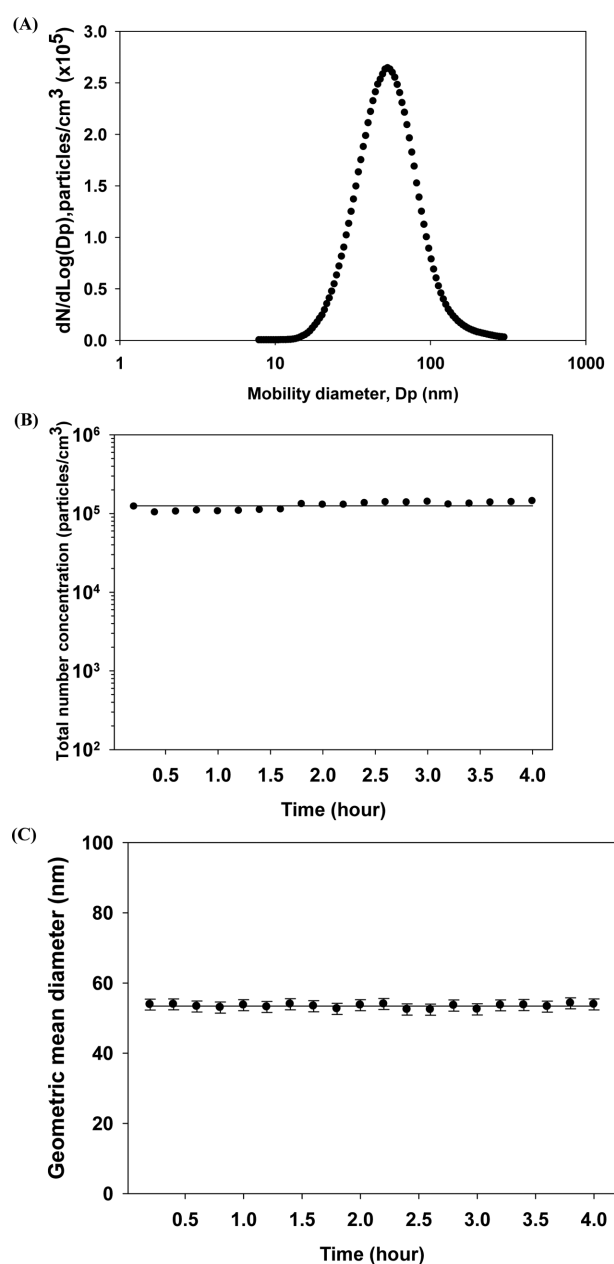 (A)
dN/dLog(Dp),particles/cm³ (x10⁵)
3.0
2.5
2.0
1.5
1.0
0.5
0.0
1 10 100 1000
Mobility diameter, Dp (nm)
(B)
Total number concentration (particles/cm³)
10⁶
10⁵
10⁴
10³
10²
0.5 1.0 1.5 2.0 2.5 3.0 3.5 4.0
Time (hour)
(C)
Geometric mean diameter (nm)
100
80
60
40
20
0
0.5 1.0 1.5 2.0 2.5 3.0 3.5 4.0
Time (hour)